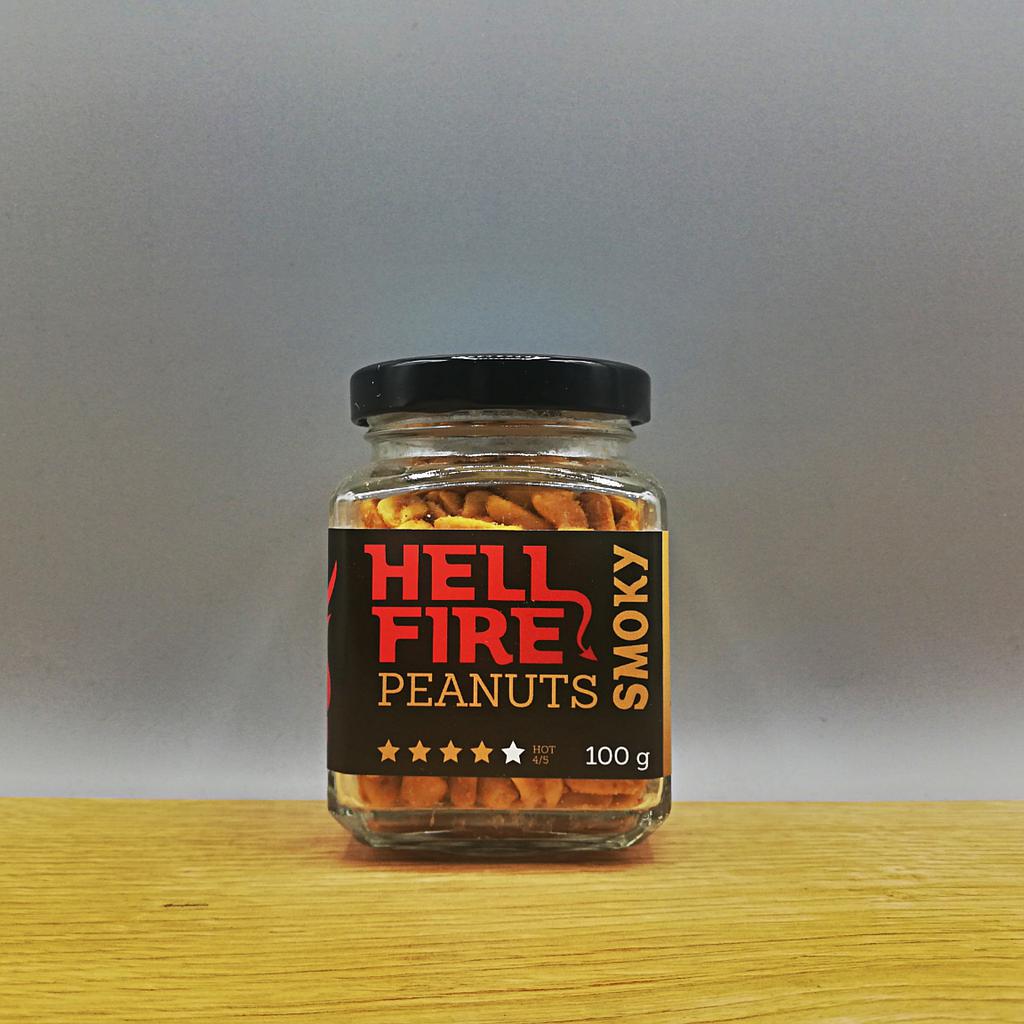 HELL
FIRE
PEANUTS
SMOKY
HOT
4/5
100 g